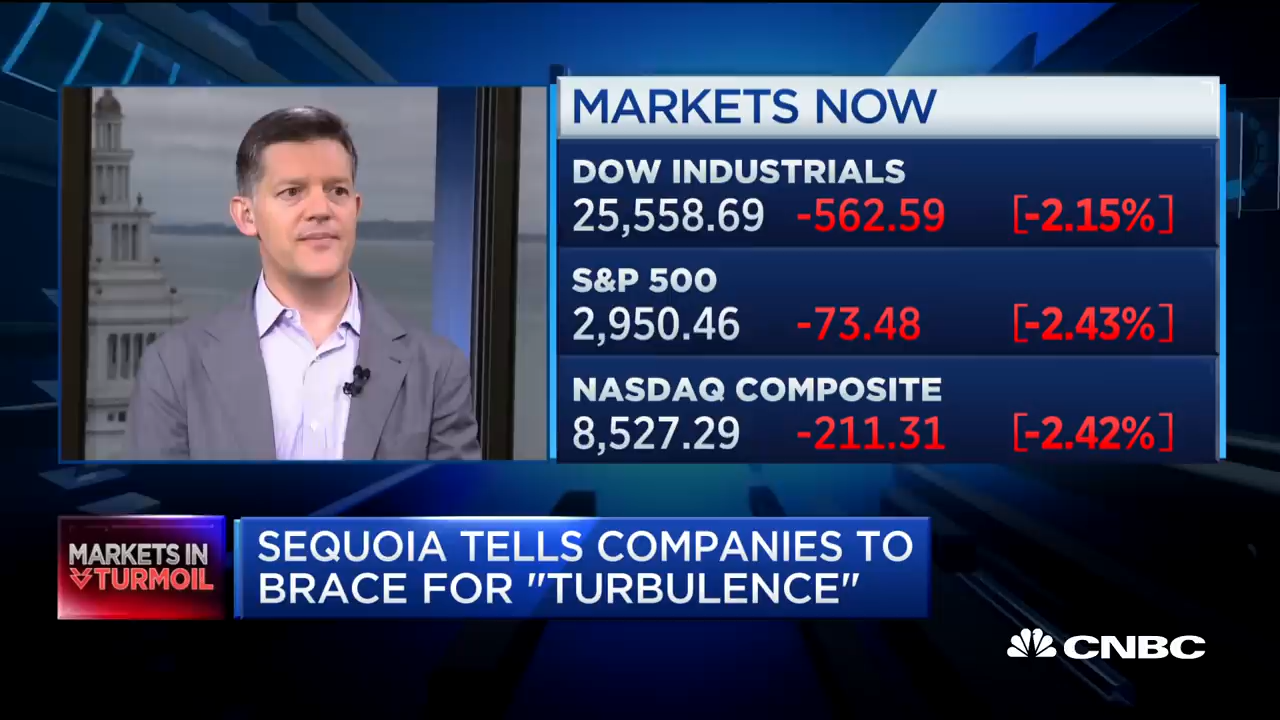 MARKETS NOW
DOW INDUSTRIALS
25,558.69 -562.59 [-2.15%]
S&P 500
2,950.46 -73.48 [-2.43%]
NASDAQ COMPOSITE
8,527.29 -211.31 [-2.42%]
MARKETS IN
TURMOIL
SEQUOIA TELLS COMPANIES TO
BRACE FOR "TURBULENCE"
CNBC